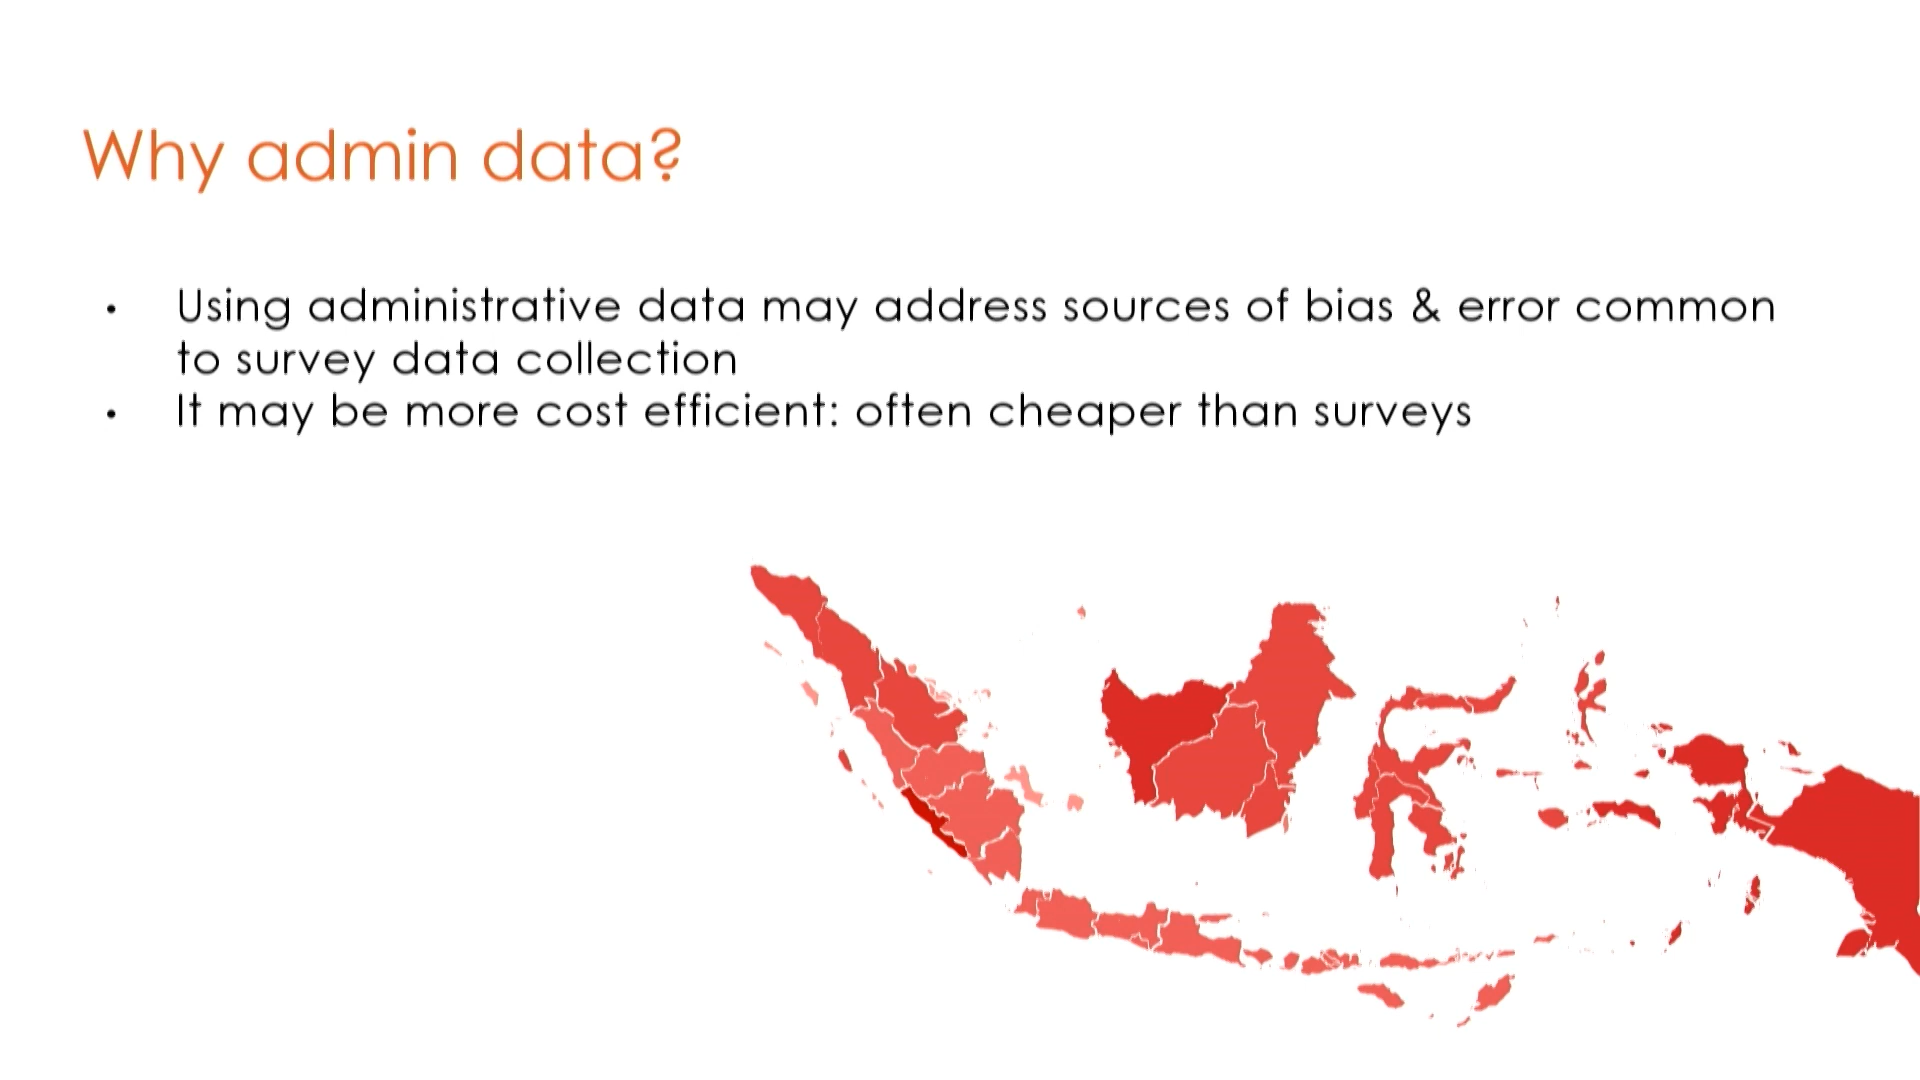 Why admin data?
• Using administrative data may address sources of bias & error common
to survey data collection
• It may be more cost efficient: often cheaper than surveys